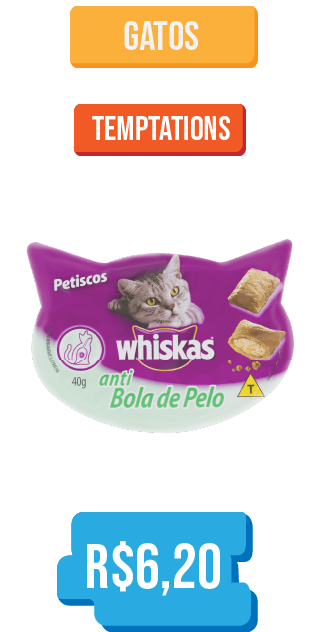 GATOS
TEMPTATIONS
Petiscos
whiskas
40g
anti
Bola de Pelo
T
R$6,20